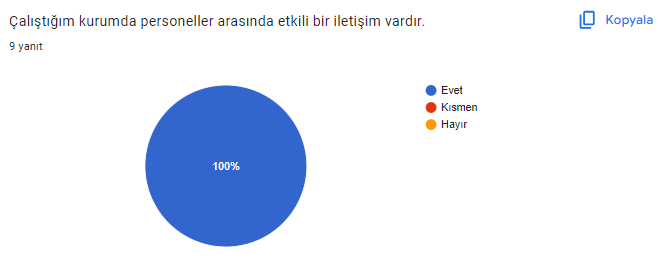 Çalıştığım kurumda personeller arasında etkili bir iletişim vardır.
Kopyala
9 yanıt
Evet
Kısmen
Hayır
100%